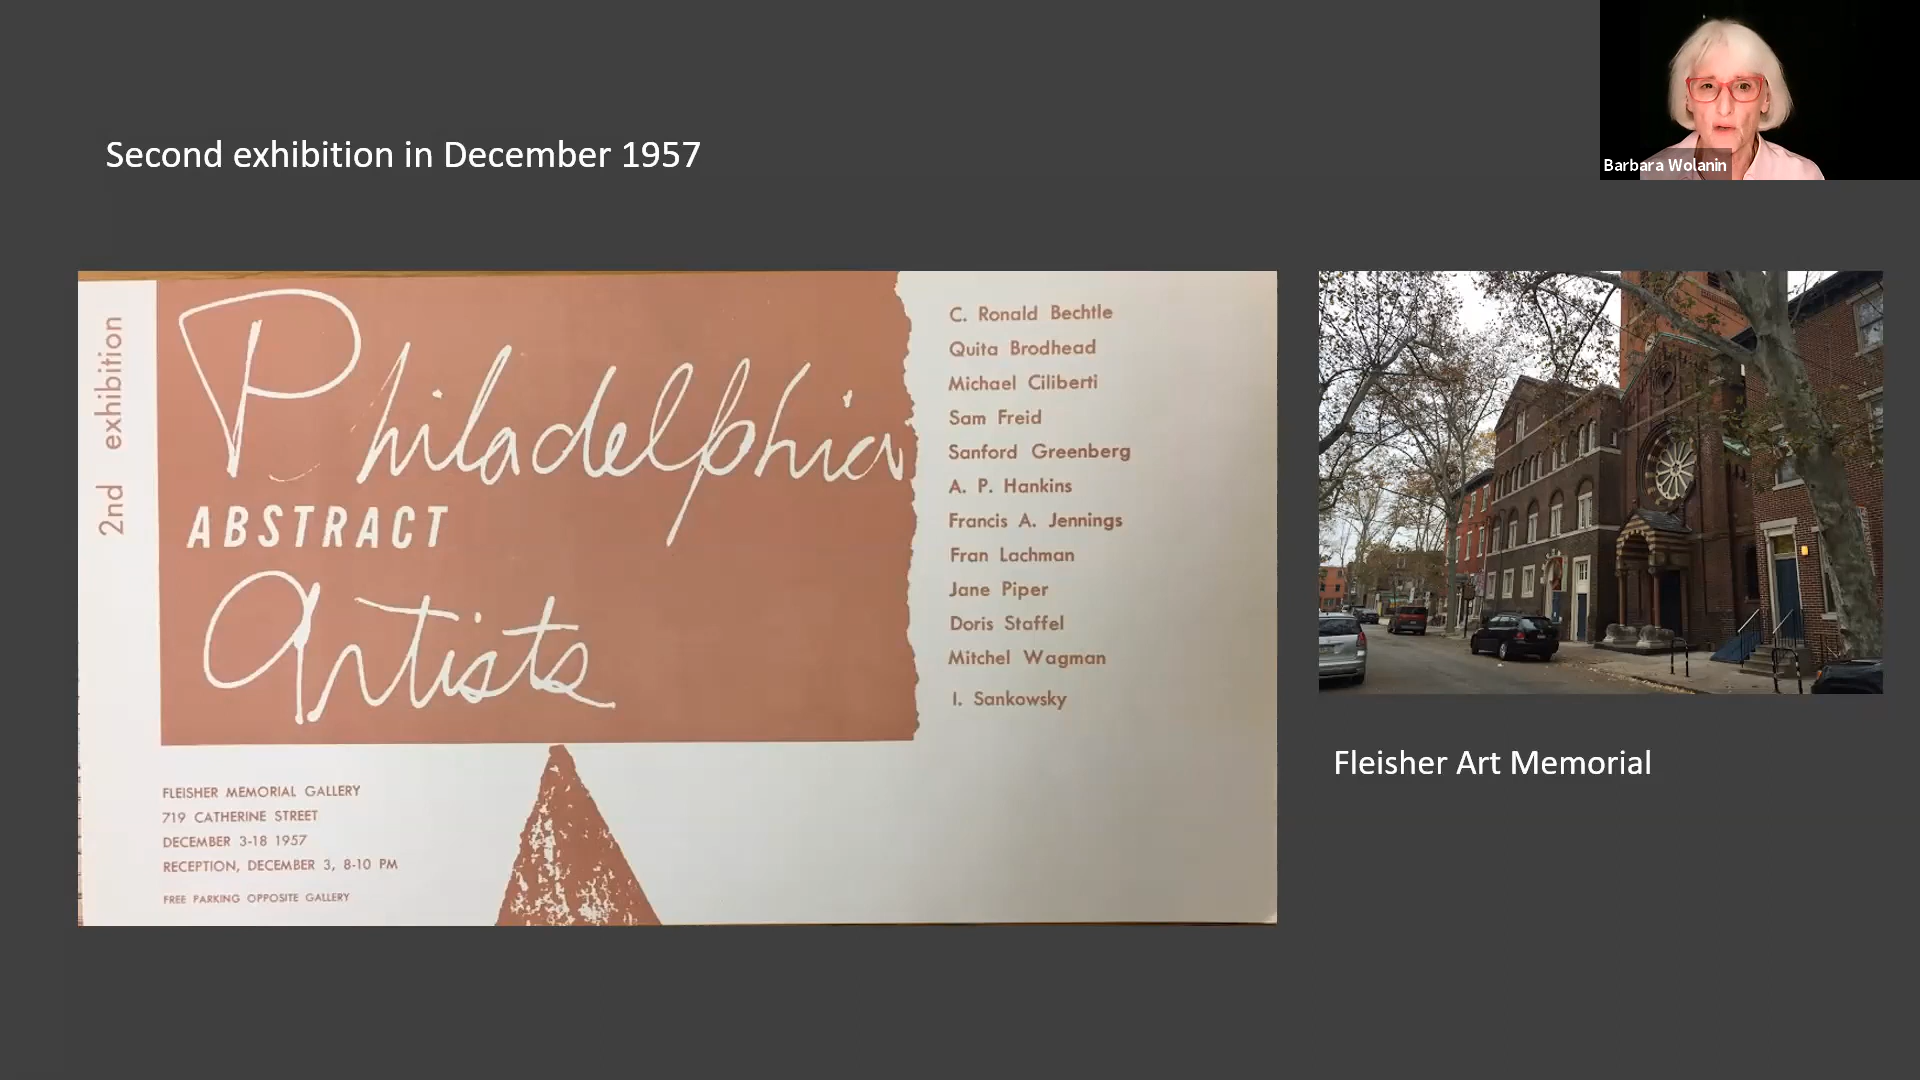 Barbara Wolanin
Second exhibition in December 1957
2nd exhibition
Philadelphia
ABSTRACT
Artists
C. Ronald Bechtle
Quita Brodhead
Michael Ciliberti
Sam Freid
Sanford Greenberg
A. P. Hankins
Francis A. Jennings
Fran Lachman
Jane Piper
Doris Staffel
Mitchel Wagman
I. Sankowsky
FLEISHER MEMORIAL GALLERY
719 CATHERINE STREET
DECEMBER 3-18 1957
RECEPTION, DECEMBER 3, 8-10 PM
FREE PARKING OPPOSITE GALLERY
Fleisher Art Memorial